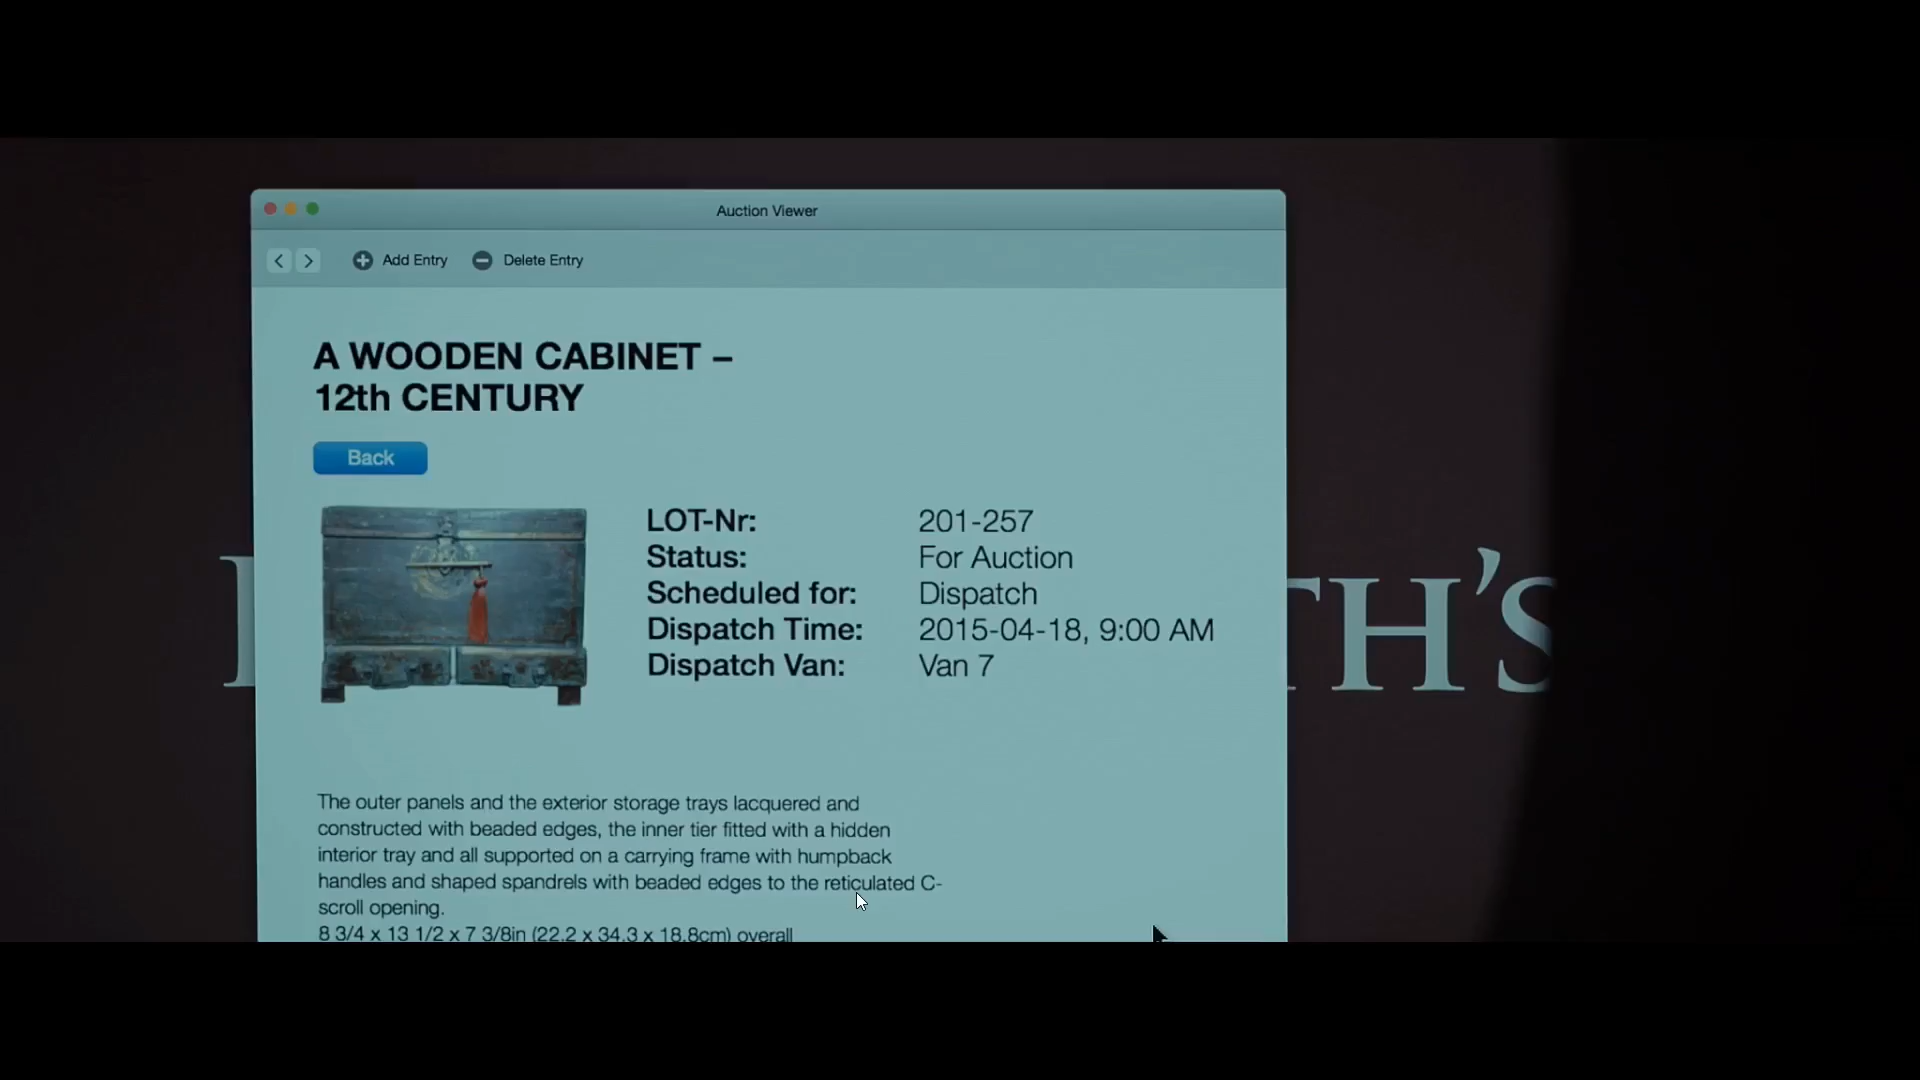 Auction Viewer
Add Entry
Delete Entry
A WOODEN CABINET –
12th CENTURY
Back
LOT-Nr: 201-257
Status: For Auction
Scheduled for: Dispatch
Dispatch Time: 2015-04-18, 9:00 AM
Dispatch Van: Van 7
TH'S
The outer panels and the exterior storage trays lacquered and
constructed with beaded edges, the inner tier fitted with a hidden
interior tray and all supported on a carrying frame with humpback
handles and shaped spandrels with beaded edges to the reticulated C-
scroll opening.
8 3/4 x 13 1/2 x 7 3/8in (22.2 x 34.3 x 18.8cm) overall